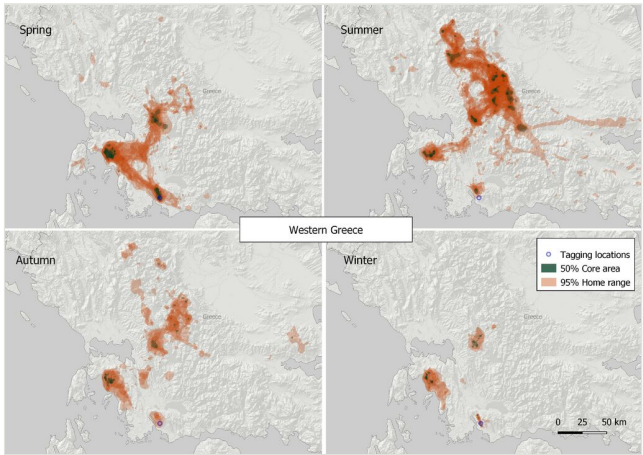 Spring
Summer
Greece
Greece
Western Greece
Autumn
Winter
Greece
Greece
Tagging locations
50% Core area
95% Home range
0 25 50 km